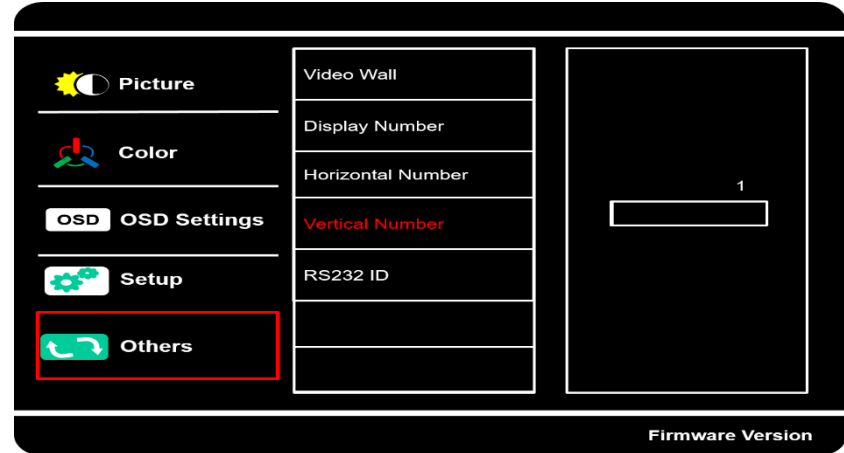 Picture
Color
OSD OSD Settings
Setup
Others
Video Wall
Display Number
Horizontal Number
Vertical Number
RS232 ID
1
Firmware Version